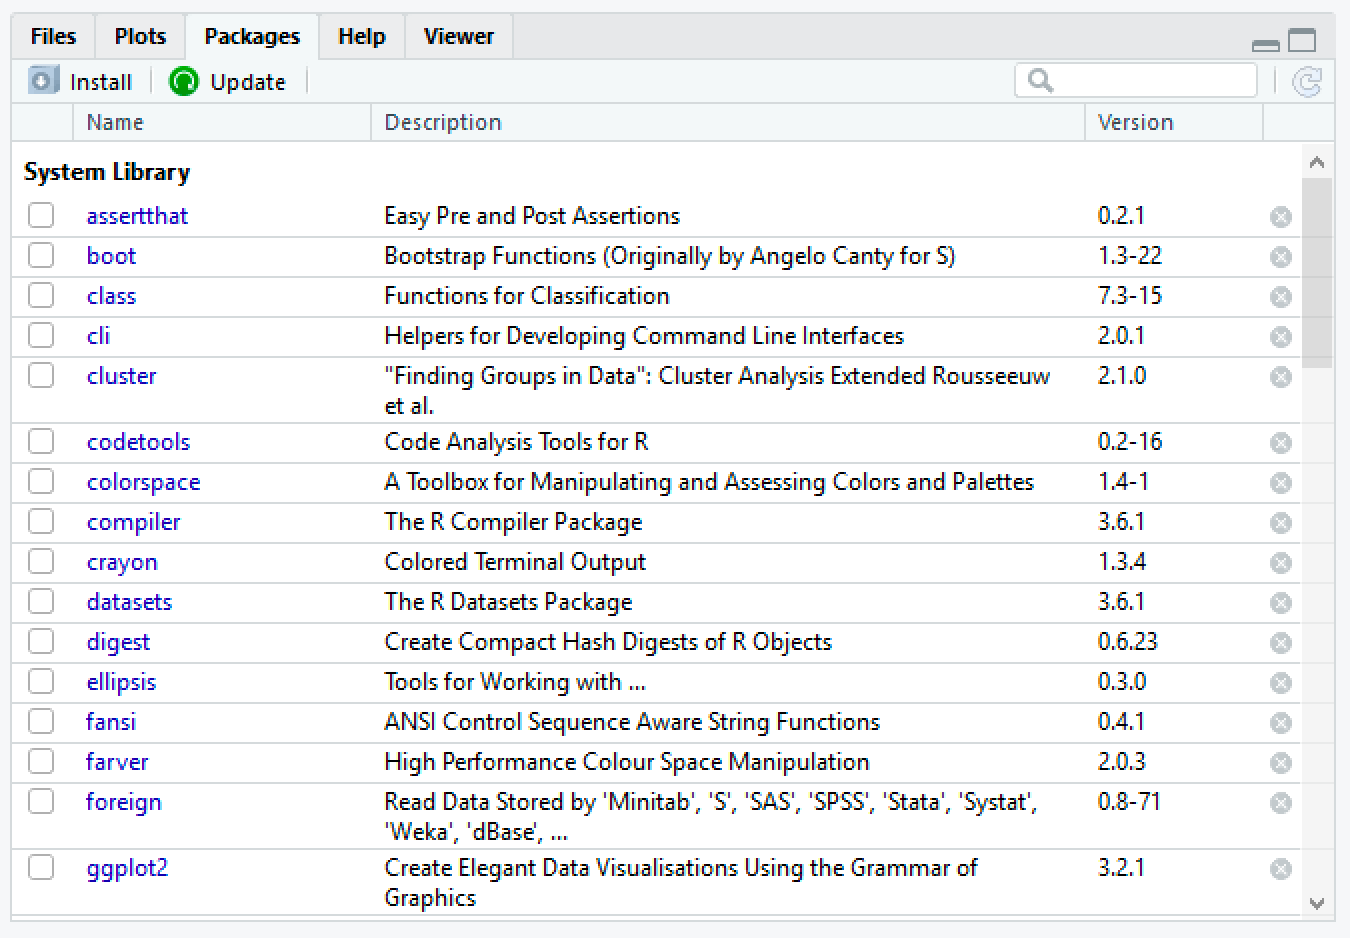 Files Plots Packages Help Viewer
Install Update
Name Description Version
System Library
assertthat Easy Pre and Post Assertions 0.2.1
boot Bootstrap Functions (Originally by Angelo Canty for S) 1.3-22
class Functions for Classification 7.3-15
cli Helpers for Developing Command Line Interfaces 2.0.1
cluster "Finding Groups in Data": Cluster Analysis Extended Rousseeuw 2.1.0
et al.
codetools Code Analysis Tools for R 0.2-16
colorspace A Toolbox for Manipulating and Assessing Colors and Palettes 1.4-1
compiler The R Compiler Package 3.6.1
crayon Colored Terminal Output 1.3.4
datasets The R Datasets Package 3.6.1
digest Create Compact Hash Digests of R Objects 0.6.23
ellipsis Tools for Working with ... 0.3.0
fansi ANSI Control Sequence Aware String Functions 0.4.1
farver High Performance Colour Space Manipulation 2.0.3
foreign Read Data Stored by 'Minitab', 'S', 'SAS', 'SPSS', 'Stata', 'Systat', 0.8-71
'Weka', 'dBase', ...
ggplot2 Create Elegant Data Visualisations Using the Grammar of 3.2.1
Graphics